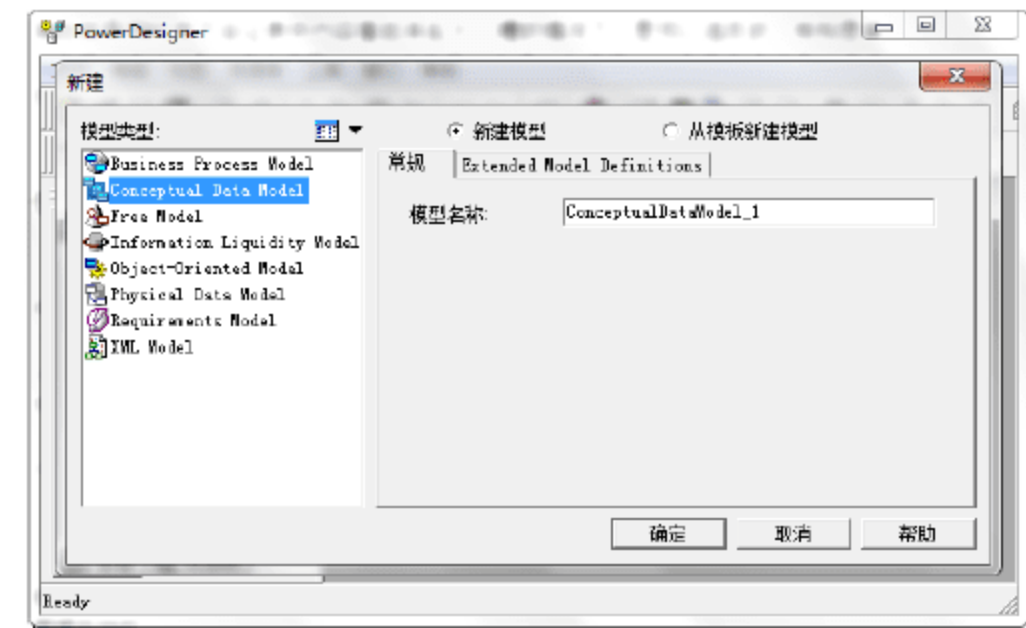 PowerDesigner
新建
模型类型:
新建模型
从模板新建模型
Business Process Model
Conceptual Data Model
Free Model
Information Liquidity Model
Object-Oriented Model
Physical Data Model
Requirements Model
XML Model
常规
Extended Model Definitions
模型名称:
ConceptualDataModel_1
确定
取消
帮助
Ready